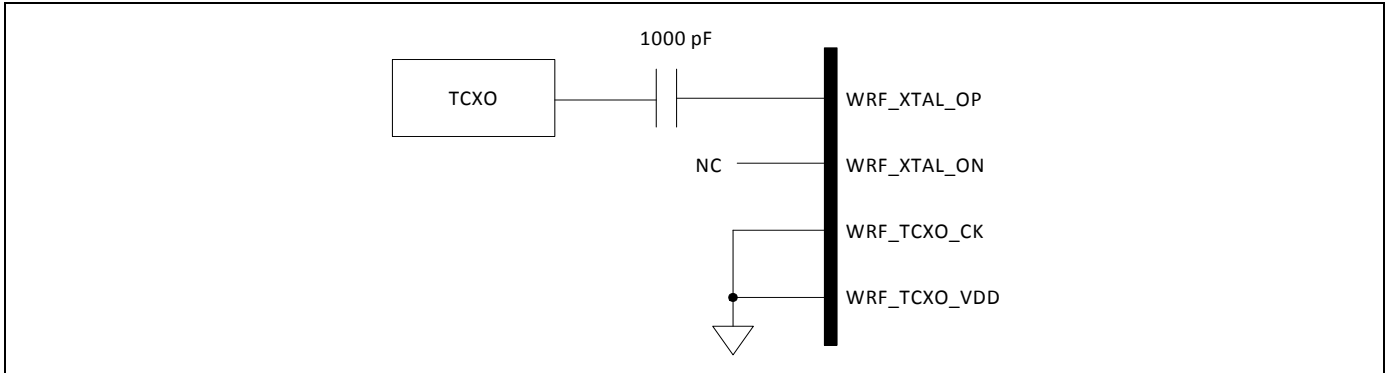 1000 pF
TCXO
WRF_XTAL_OP
NC
WRF_XTAL_ON
WRF_TCXO_CK
WRF_TCXO_VDD